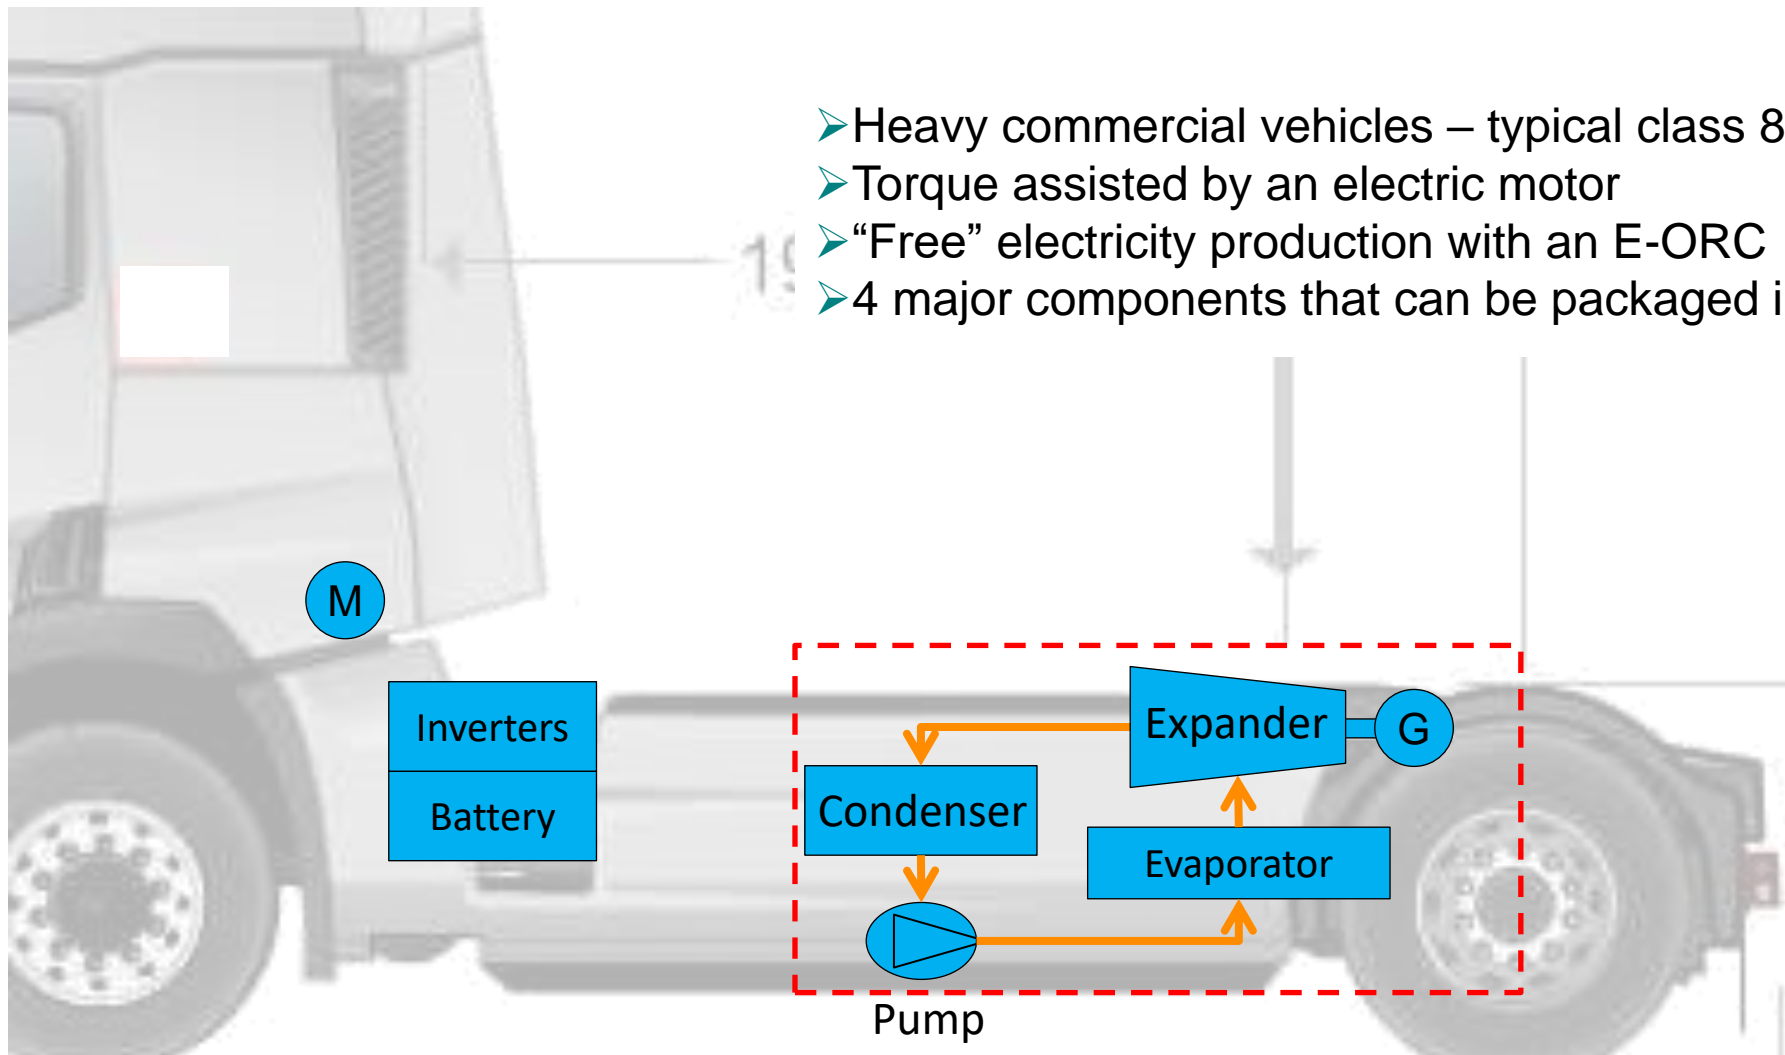 ➢Heavy commercial vehicles – typical class 8
➢Torque assisted by an electric motor
➢“Free” electricity production with an E-ORC
➢4 major components that can be packaged i
M
Inverters
Battery
Expander
G
Condenser
Evaporator
Pump